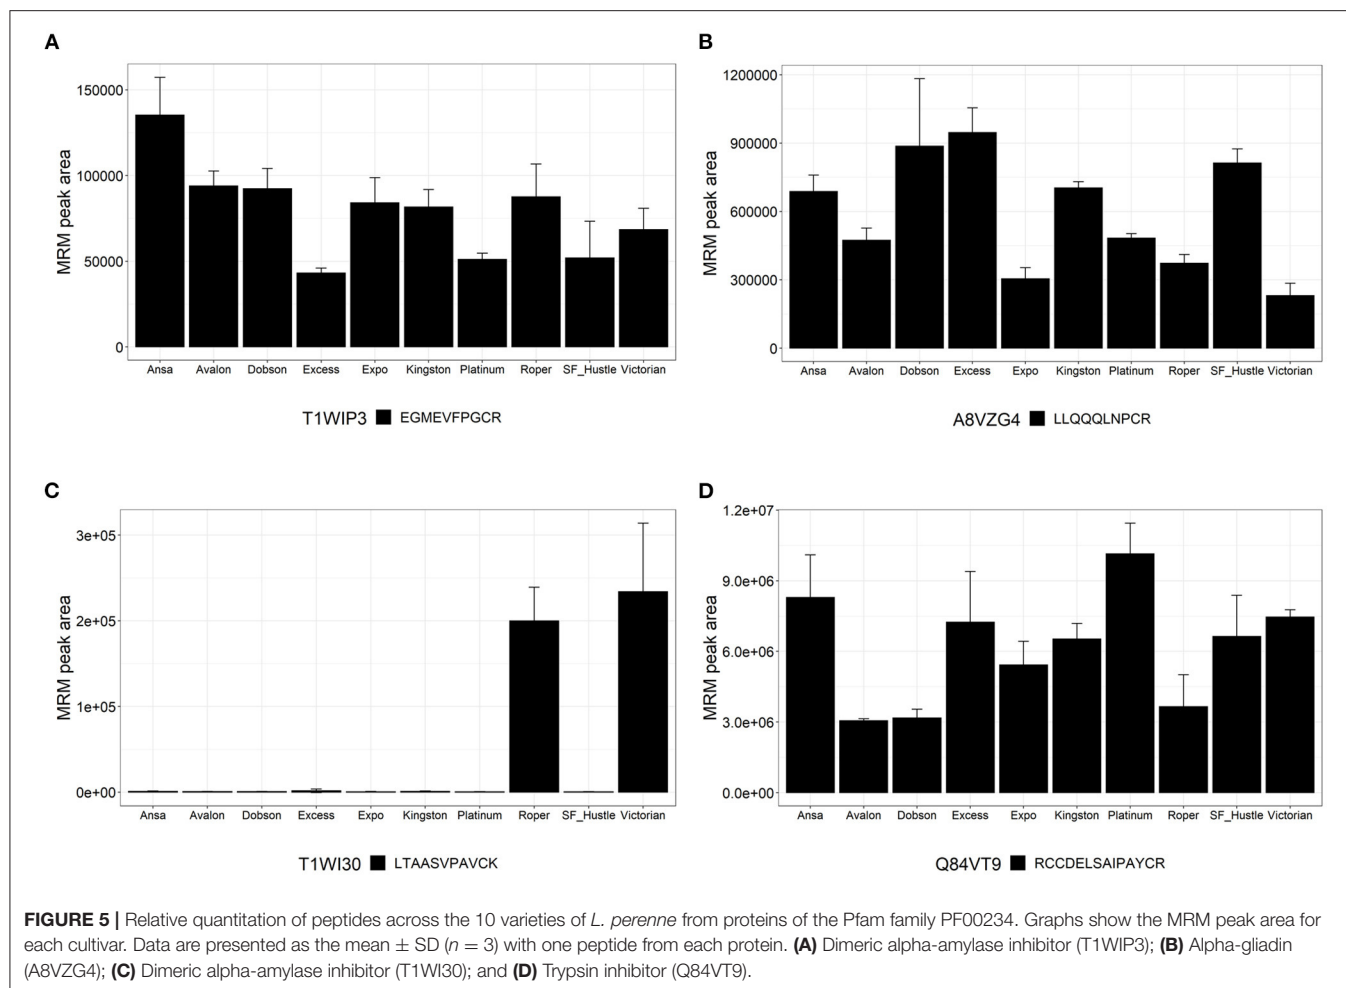 A
MRM peak area
150000
100000
50000
0
Ansa Avalon Dobson Excess Expo Kingston Platinum Roper SF_Hustle Victorian
T1WIP3 EGMEVFPGCR
B
MRM peak area
1200000
900000
600000
300000
0
Ansa Avalon Dobson Excess Expo Kingston Platinum Roper SF_Hustle Victorian
A8VZG4 LLQQQLNPCR
C
MRM peak area
3e+05
2e+05
1e+05
0e+00
Ansa Avalon Dobson Excess Expo Kingston Platinum Roper SF_Hustle Victorian
T1WI30 LTAASVPAVCK
D
MRM peak area
1.2e+07
9.0e+06
6.0e+06
3.0e+06
0.0e+00
Ansa Avalon Dobson Excess Expo Kingston Platinum Roper SF_Hustle Victorian
Q84VT9 RCCDELSAIPAYCR
FIGURE 5 | Relative quantitation of peptides across the 10 varieties of L. perenne from proteins of the Pfam family PF00234. Graphs show the MRM peak area for
each cultivar. Data are presented as the mean ± SD (n = 3) with one peptide from each protein. (A) Dimeric alpha-amylase inhibitor (T1WIP3); (B) Alpha-gliadin
(A8VZG4); (C) Dimeric alpha-amylase inhibitor (T1WI30); and (D) Trypsin inhibitor (Q84VT9).